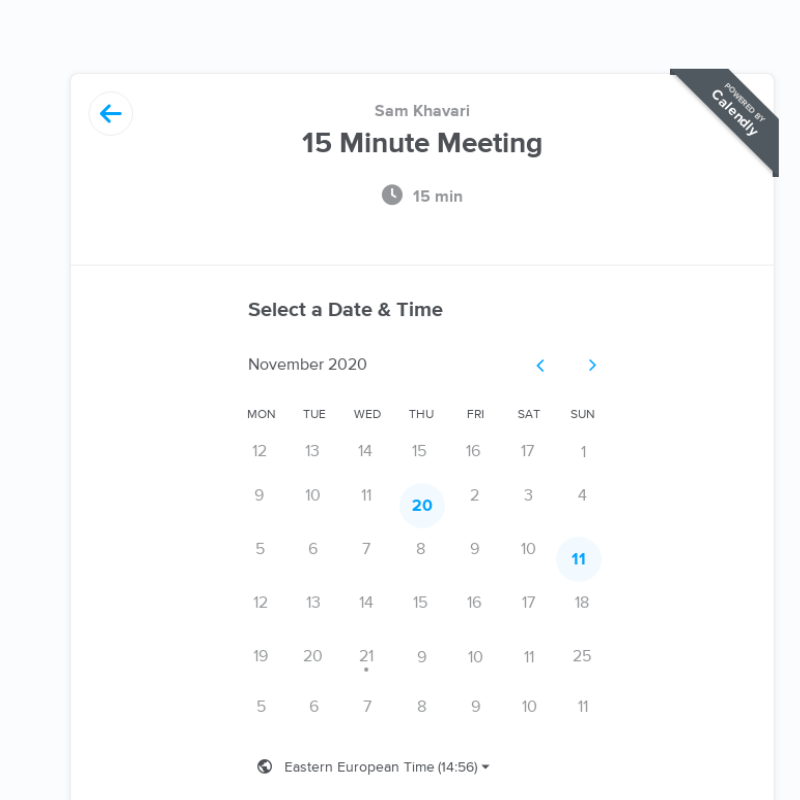 POWERED BY
Calendly
Sam Khavari
15 Minute Meeting
15 min
Select a Date & Time
November 2020
MON TUE WED THU FRI SAT SUN
12 13 14 15 16 17 1
9 10 11 20 2 3 4
5 6 7 8 9 10 11
12 13 14 15 16 17 18
19 20 21 9 10 11 25
5 6 7 8 9 10 11
Eastern European Time (14:56)